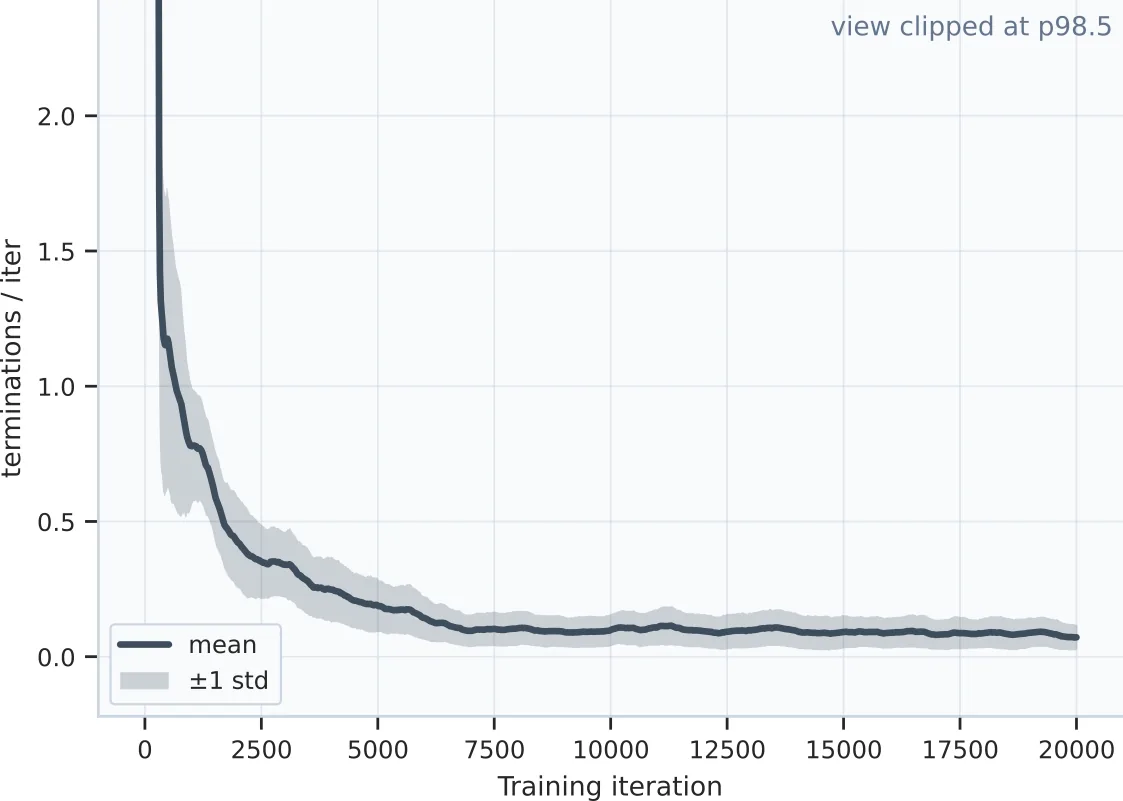 view clipped at p98.5
2.0
1.5
1.0
0.5
0.0
terminations / iter
mean
±1 std
0 2500 5000 7500 10000 12500 15000 17500 20000
Training iteration